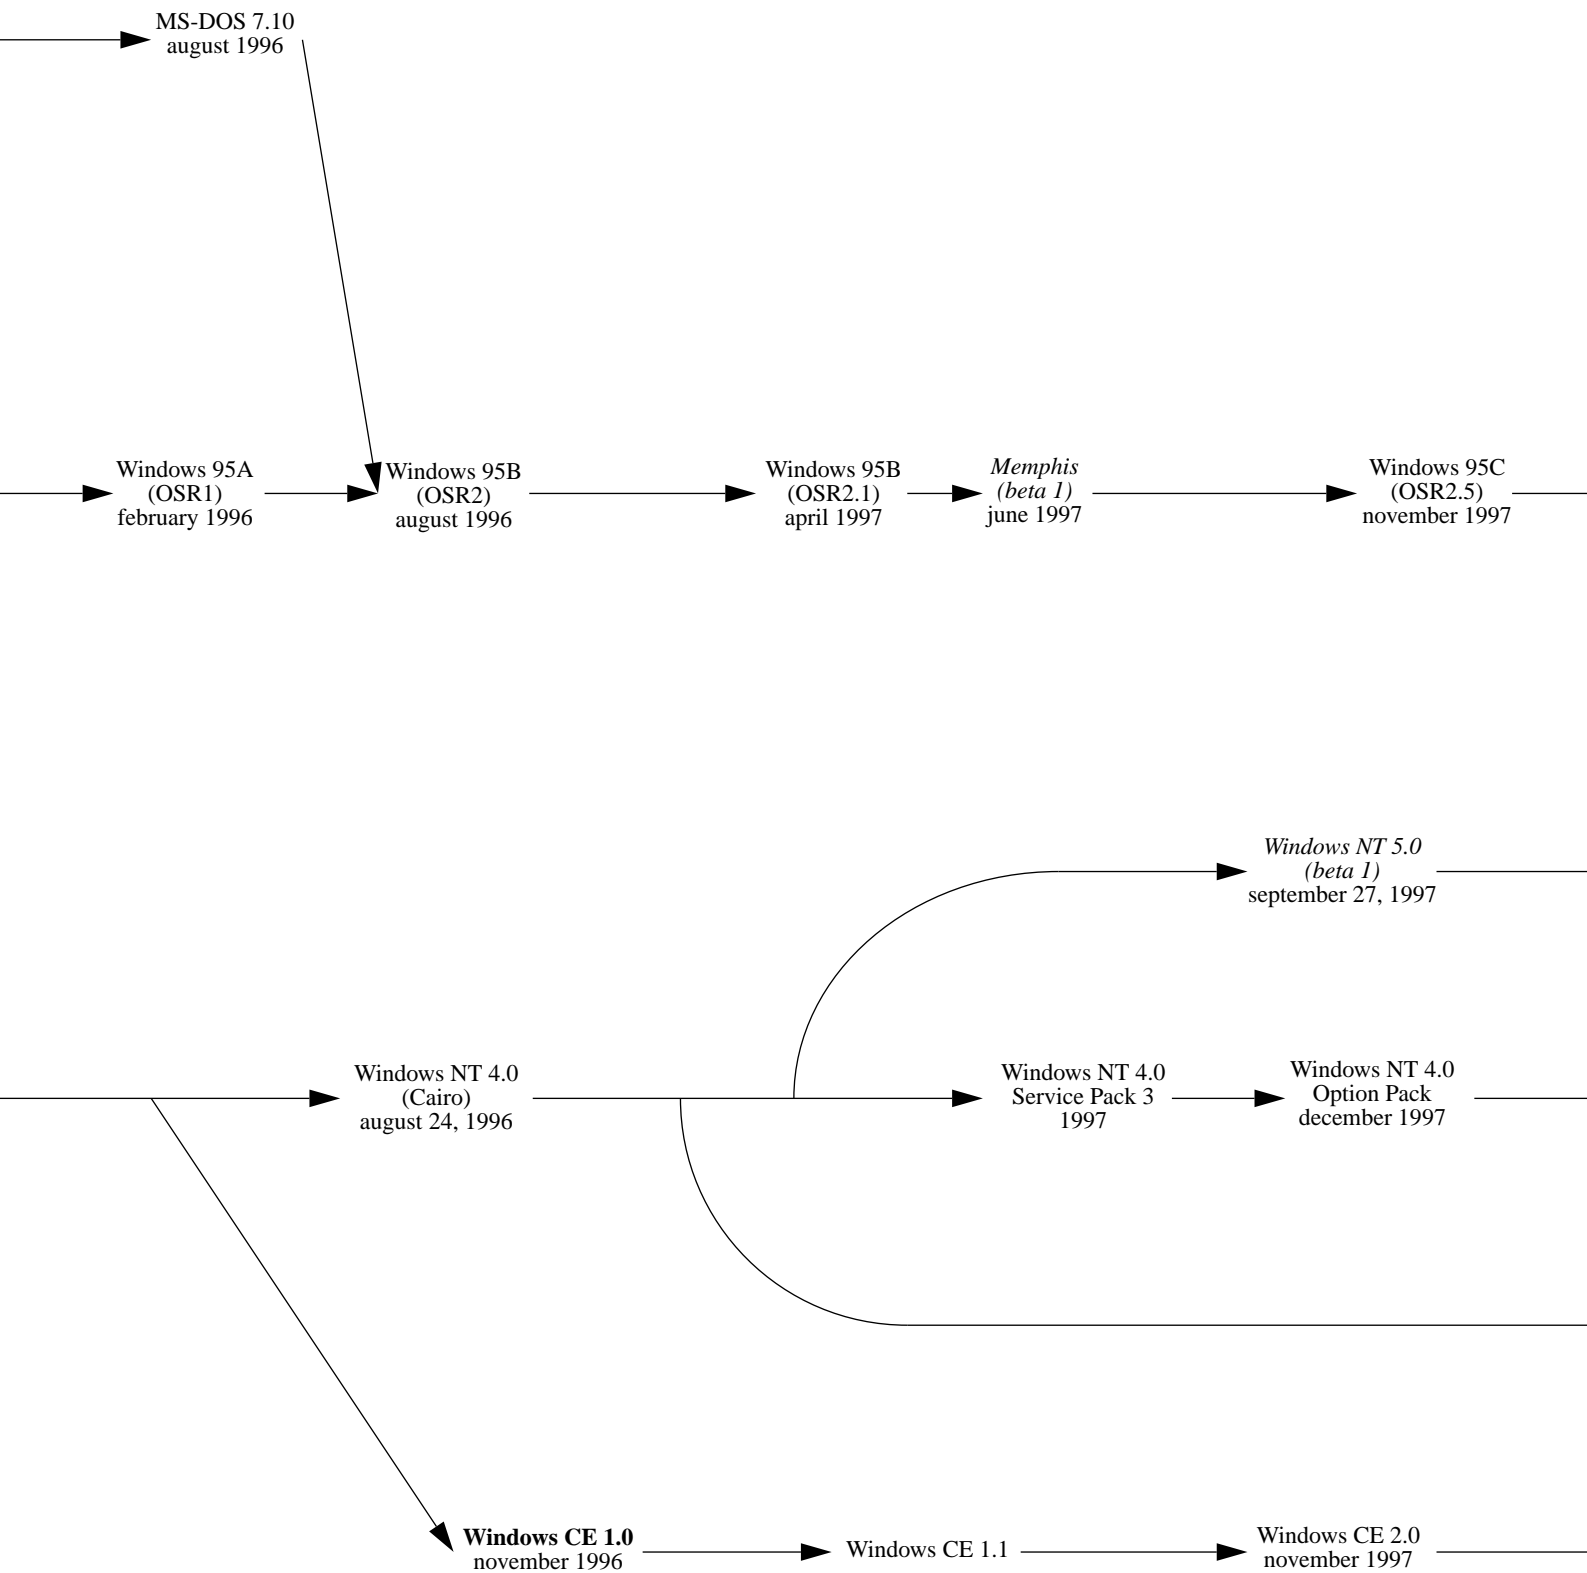 MS-DOS 7.10
august 1996
Windows 95A
(OSR1)
february 1996
Windows 95B
(OSR2)
august 1996
Windows 95B
(OSR2.1)
april 1997
Memphis
(beta 1)
june 1997
Windows 95C
(OSR2.5)
november 1997
Windows NT 5.0
(beta 1)
september 27, 1997
Windows NT 4.0
(Cairo)
august 24, 1996
Windows NT 4.0
Service Pack 3
1997
Windows NT 4.0
Option Pack
december 1997
Windows CE 1.0
november 1996
Windows CE 1.1
Windows CE 2.0
november 1997